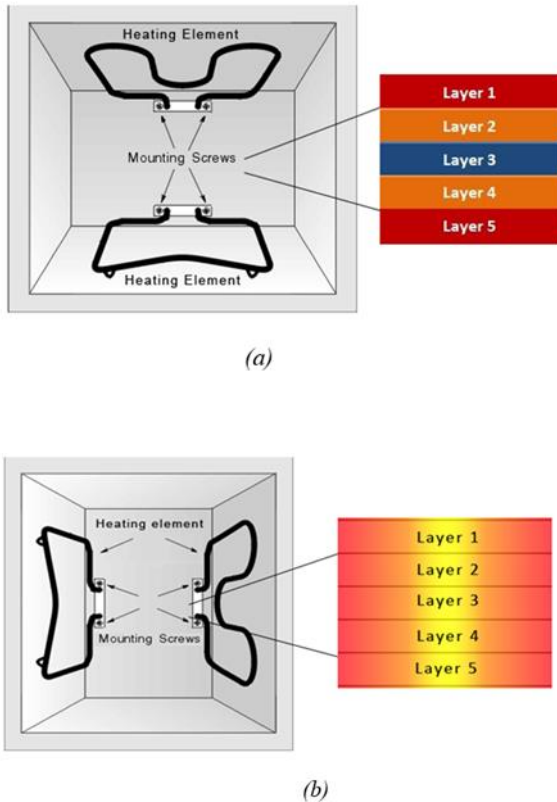 Heating Element
Layer 1
Layer 2
Mounting Screws
Layer 3
Layer 4
Layer 5
Heating Element
(a)
Heating element
Layer 1
Layer 2
Layer 3
Mounting Screws
Layer 4
Layer 5
(b)